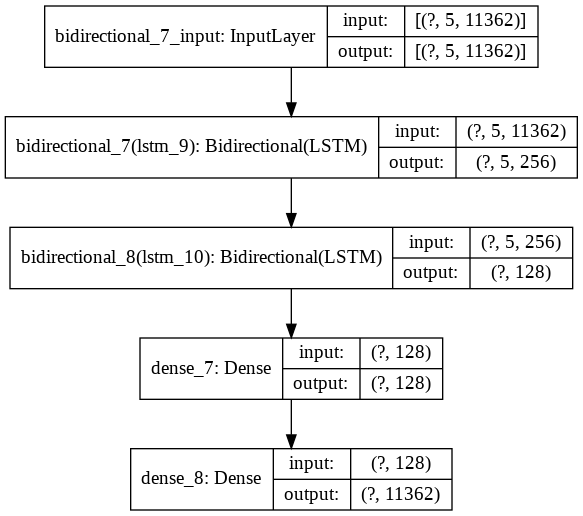 bidirectional_7_input: InputLayer
input: [(?, 5, 11362)]
output: [(?, 5, 11362)]
bidirectional_7(lstm_9): Bidirectional(LSTM)
input: (?, 5, 11362)
output: (?, 5, 256)
bidirectional_8(lstm_10): Bidirectional(LSTM)
input: (?, 5, 256)
output: (?, 128)
dense_7: Dense
input: (?, 128)
output: (?, 128)
dense_8: Dense
input: (?, 128)
output: (?, 11362)